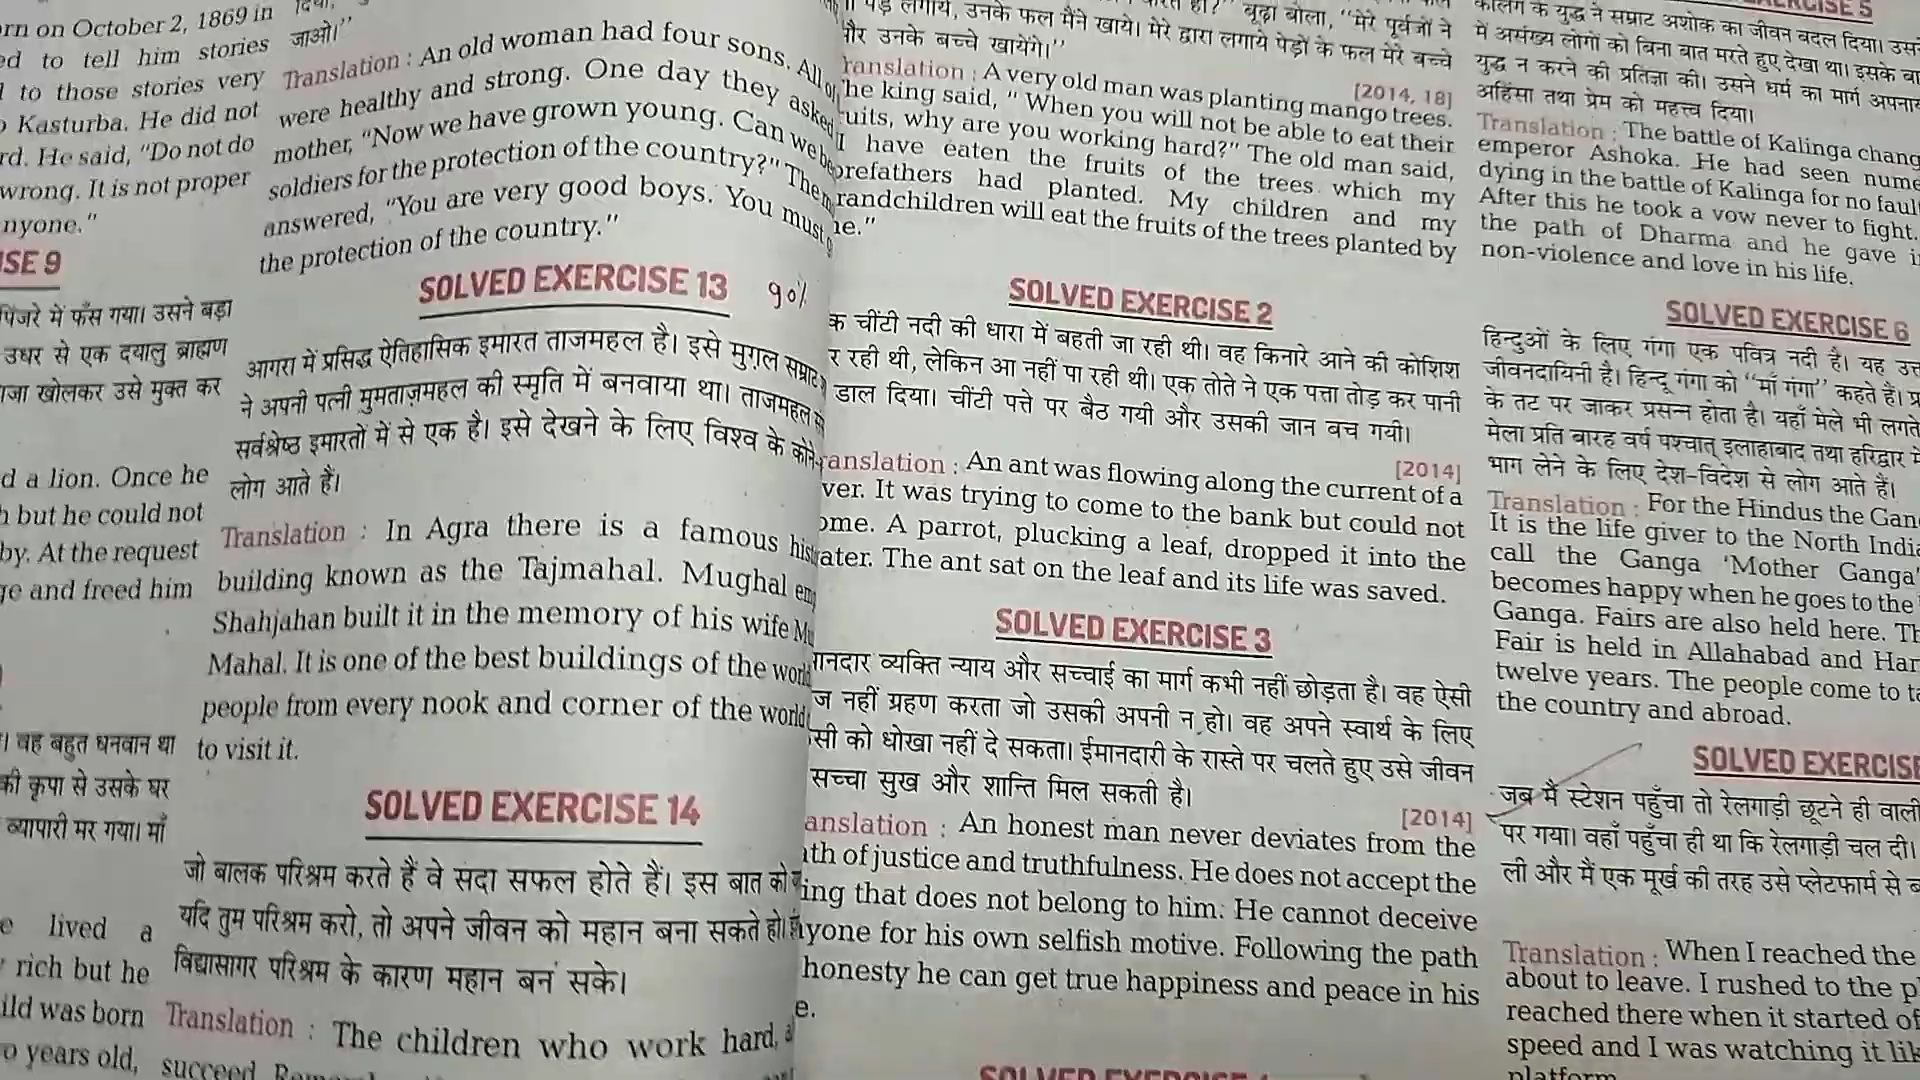 rn on October 2, 1869 in
ed to tell him stories
to those stories very
Kasturba. He did not
rd. He said, "Do not do
wrong. It is not proper
nyone."
ISE 9
पिंजरे में फँस गया। उसने बड़ा
उधर से एक दयालु ब्राह्मण
जा खोलकर उसे मुक्त कर
d a lion. Once he
but he could not
by. At the request
ge and freed him
। वह बहुत धनवान था
की कृपा से उसके घर
व्यापारी मर गया। माँ
e lived a
rich but he
ild was born
o years old,
जाओ।"
Translation : An old woman had four sons. All of
were healthy and strong. One day they asked
mother, "Now we have grown young. Can we be
soldiers for the protection of the country?" The m
answered, "You are very good boys. You must g
the protection of the country."
SOLVED EXERCISE 13 90%
आगरा में प्रसिद्ध ऐतिहासिक इमारत ताजमहल है। इसे मुग़ल सम्राट
ने अपनी पत्नी मुमताज़महल की स्मृति में बनवाया था। ताजमहल
सर्वश्रेष्ठ इमारतों में से एक है। इसे देखने के लिए विश्व के कोने
लोग आते हैं।
Translation : In Agra there is a famous his
building known as the Tajmahal. Mughal em
Shahjahan built it in the memory of his wife Mu
Mahal. It is one of the best buildings of the world
people from every nook and corner of the world
to visit it.
SOLVED EXERCISE 14
जो बालक परिश्रम करते हैं वे सदा सफल होते हैं। इस बात को
यदि तुम परिश्रम करो, तो अपने जीवन को महान बना सकते हो।
विद्यासागर परिश्रम के कारण महान बन सके।
Translation : The children who work hard, a
succeed
पेड़ लगाये, उनके फल मैंने खाये। मेरे द्वारा लगाये पेड़ों के फल मेरे बच्चे
और उनके बच्चे खायेंगे।"
[2014, 18]
ranslation : A very old man was planting mango trees.
he king said, " When you will not be able to eat their
ruits, why are you working hard?" The old man said,
I have eaten the fruits of the trees which my
orefathers had planted. My children and my
randchildren will eat the fruits of the trees planted by
ne."
SOLVED EXERCISE 2
क चींटी नदी की धारा में बहती जा रही थी। वह किनारे आने की कोशिश
र रही थी, लेकिन आ नहीं पा रही थी। एक तोते ने एक पत्ता तोड़ कर पानी
डाल दिया। चींटी पत्ते पर बैठ गयी और उसकी जान बच गयी।
[2014]
ranslation : An ant was flowing along the current of a
ver. It was trying to come to the bank but could not
ome. A parrot, plucking a leaf, dropped it into the
ater. The ant sat on the leaf and its life was saved.
SOLVED EXERCISE 3
मानदार व्यक्ति न्याय और सच्चाई का मार्ग कभी नहीं छोड़ता है। वह ऐसी
ज नहीं ग्रहण करता जो उसकी अपनी न हो। वह अपने स्वार्थ के लिए
सी को धोखा नहीं दे सकता। ईमानदारी के रास्ते पर चलते हुए उसे जीवन
सच्चा सुख और शान्ति मिल सकती है।
[2014]
anslation : An honest man never deviates from the
ath of justice and truthfulness. He does not accept the
ing that does not belong to him. He cannot deceive
nyone for his own selfish motive. Following the path
honesty he can get true happiness and peace in his
e.
ERCISE 5
कलिंग के युद्ध ने सम्राट अशोक का जीवन बदल दिया। उसने
में असंख्य लोगों को बिना बात मरते हुए देखा था। इसके बा
युद्ध न करने की प्रतिज्ञा की। उसने धर्म का मार्ग अपनाया
अहिंसा तथा प्रेम को महत्त्व दिया।
Translation : The battle of Kalinga chang
emperor Ashoka. He had seen nume
dying in the battle of Kalinga for no fault
After this he took a vow never to fight.
the path of Dharma and he gave i
non-violence and love in his life.
SOLVED EXERCISE 6
हिन्दुओं के लिए गंगा एक पवित्र नदी है। यह उत्त
जीवनदायिनी है। हिन्दू गंगा को "माँ गंगा" कहते हैं। प्र
के तट पर जाकर प्रसन्न होता है। यहाँ मेले भी लगते
मेला प्रति बारह वर्ष पश्चात् इलाहाबाद तथा हरिद्वार में
भाग लेने के लिए देश-विदेश से लोग आते हैं।
Translation : For the Hindus the Gan
It is the life giver to the North India
call the Ganga 'Mother Ganga'
becomes happy when he goes to the
Ganga. Fairs are also held here. Th
Fair is held in Allahabad and Har
twelve years. The people come to ta
the country and abroad.
SOLVED EXERCISE
जब मैं स्टेशन पहुँचा तो रेलगाड़ी छूटने ही वाली
पर गया। वहाँ पहुँचा ही था कि रेलगाड़ी चल दी।
ली और मैं एक मूर्ख की तरह उसे प्लेटफार्म से
Translation : When I reached the
about to leave. I rushed to the p
reached there when it started of
speed and I was watching it lik
platform